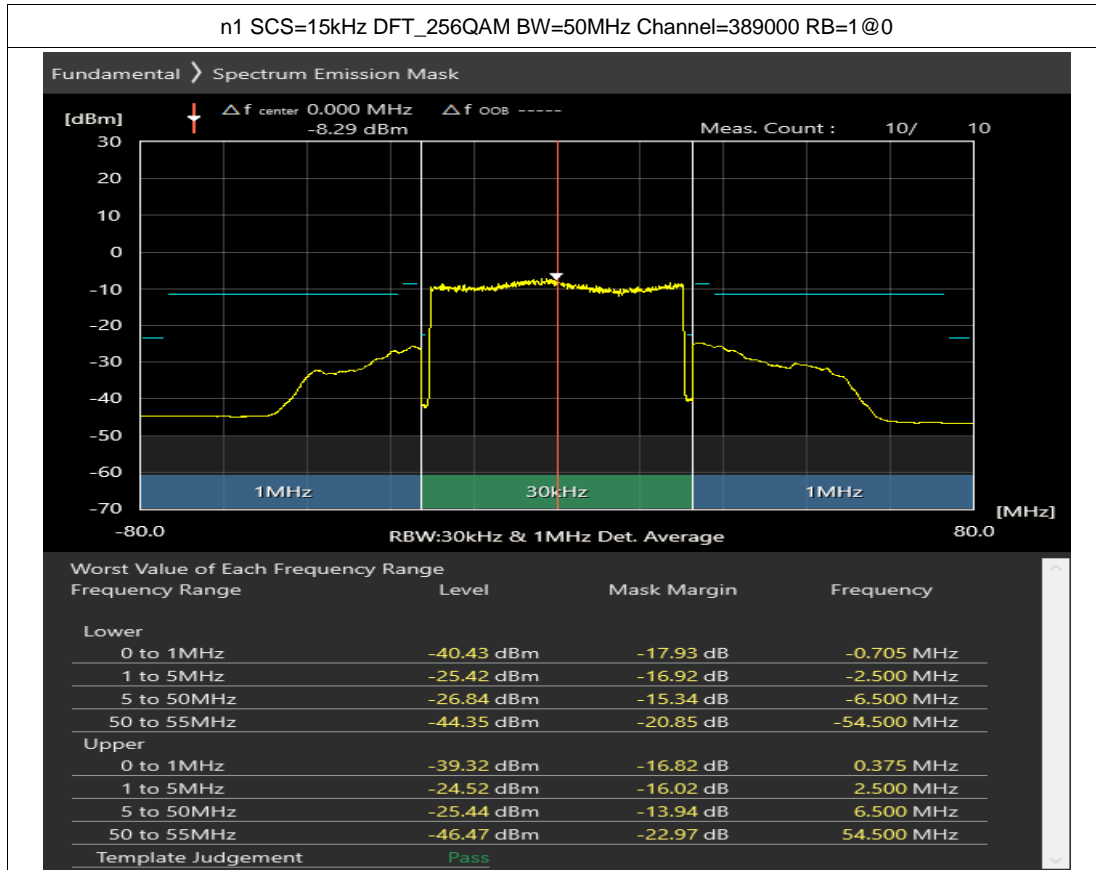 n1 SCS=15kHz DFT_256QAM BW=50MHz Channel=389000 RB=1@0
Fundamental ❯ Spectrum Emission Mask
[dBm] △f center 0.000 MHz △f OOB -----
-8.29 dBm Meas. Count : 10/ 10
30
20
10
0
-10
-20
-30
-40
-50
-60
1MHz 30kHz 1MHz
-70 [MHz]
-80.0 RBW:30kHz & 1MHz Det. Average 80.0
Worst Value of Each Frequency Range
Frequency Range Level Mask Margin Frequency
Lower
0 to 1MHz -40.43 dBm -17.93 dB -0.705 MHz
1 to 5MHz -25.42 dBm -16.92 dB -2.500 MHz
5 to 50MHz -26.84 dBm -15.34 dB -6.500 MHz
50 to 55MHz -44.35 dBm -20.85 dB -54.500 MHz
Upper
0 to 1MHz -39.32 dBm -16.82 dB 0.375 MHz
1 to 5MHz -24.52 dBm -16.02 dB 2.500 MHz
5 to 50MHz -25.44 dBm -13.94 dB 6.500 MHz
50 to 55MHz -46.47 dBm -22.97 dB 54.500 MHz
Template Judgement Pass